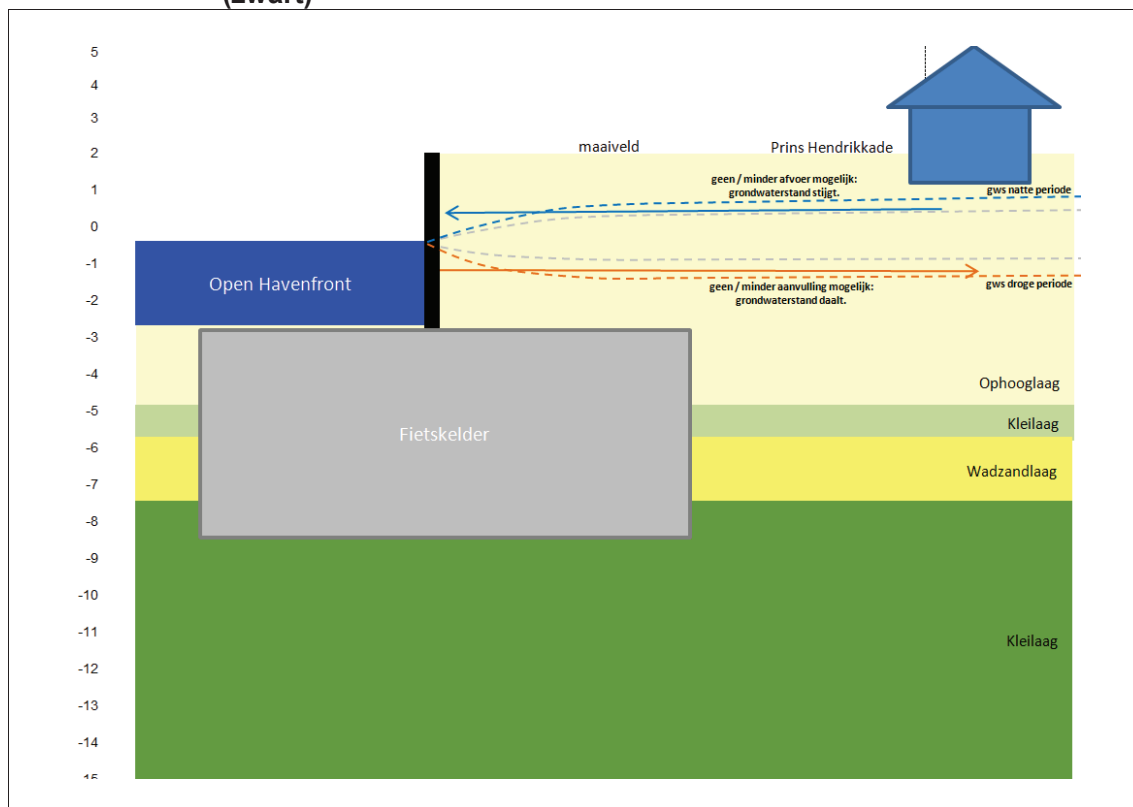 (zwart)
5
4
3
2
1
0
-1
-2
-3
-4
-5
-6
-7
-8
-9
-10
-11
-12
-13
-14
-15
maaiveld
Prins Hendrikkade
geen / minder afvoer mogelijk:
grondwaterstand stijgt.
gws natte periode
Open Havenfront
geen / minder aanvulling mogelijk:
grondwaterstand daalt.
gws droge periode
Ophooglaag
Kleilaag
Fietskelder
Wadzandlaag
Kleilaag